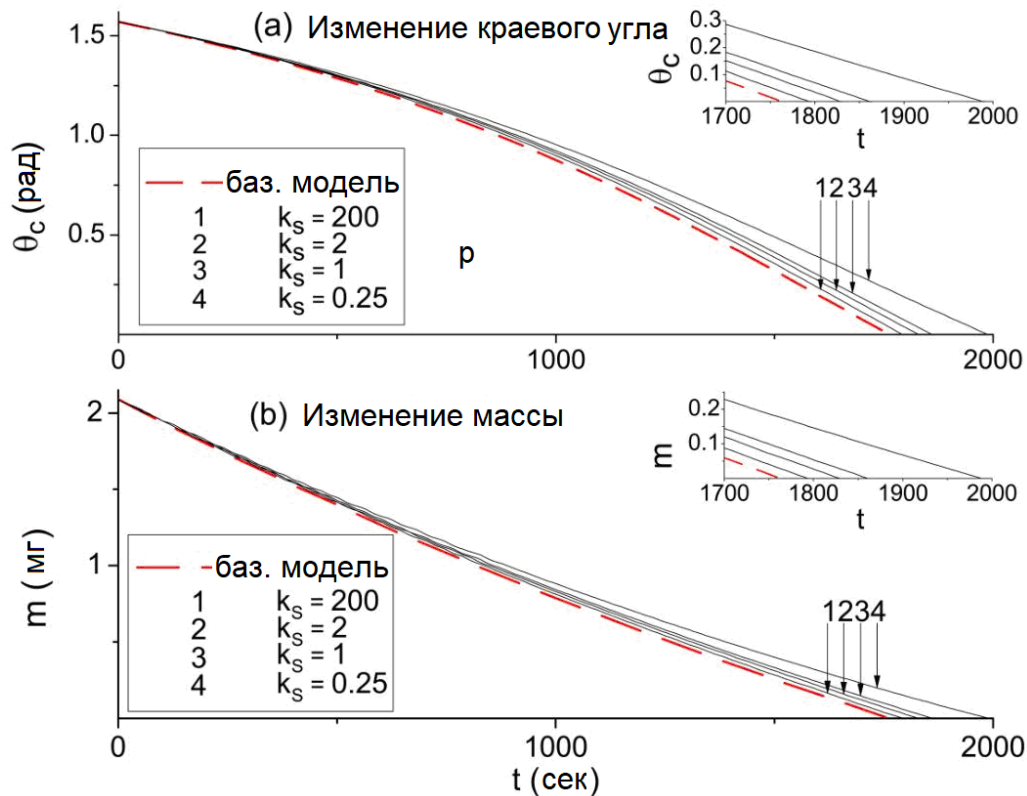 (a) Изменение краевого угла
0.3
0.2
0.1
θc
1700 1800 1900 2000
t
1.5
1.0
0.5
θc (рад)
баз. модель
1 ks = 200
2 ks = 2
3 ks = 1
4 ks = 0.25
р
1234
0 1000 2000
(b) Изменение массы
0.2
0.1
m
1700 1800 1900 2000
t
2
1
m ( мг)
баз. модель
1 ks = 200
2 ks = 2
3 ks = 1
4 ks = 0.25
1234
0 1000 2000
t (сек)